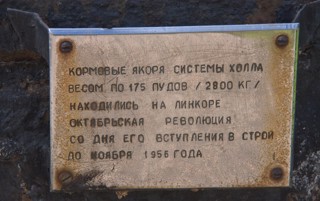 КОРМОВЫЕ ЯКОРЯ СИСТЕМЫ ХОЛЛА
ВЕСОМ ПО 175 ПУДОВ /2800 КГ/
НАХОДИЛИСЬ НА ЛИНКОРЕ
ОКТЯБРЬСКАЯ РЕВОЛЮЦИЯ
СО ДНЯ ЕГО ВСТУПЛЕНИЯ В СТРОЙ
ДО НОЯБРЯ 1956 ГОДА